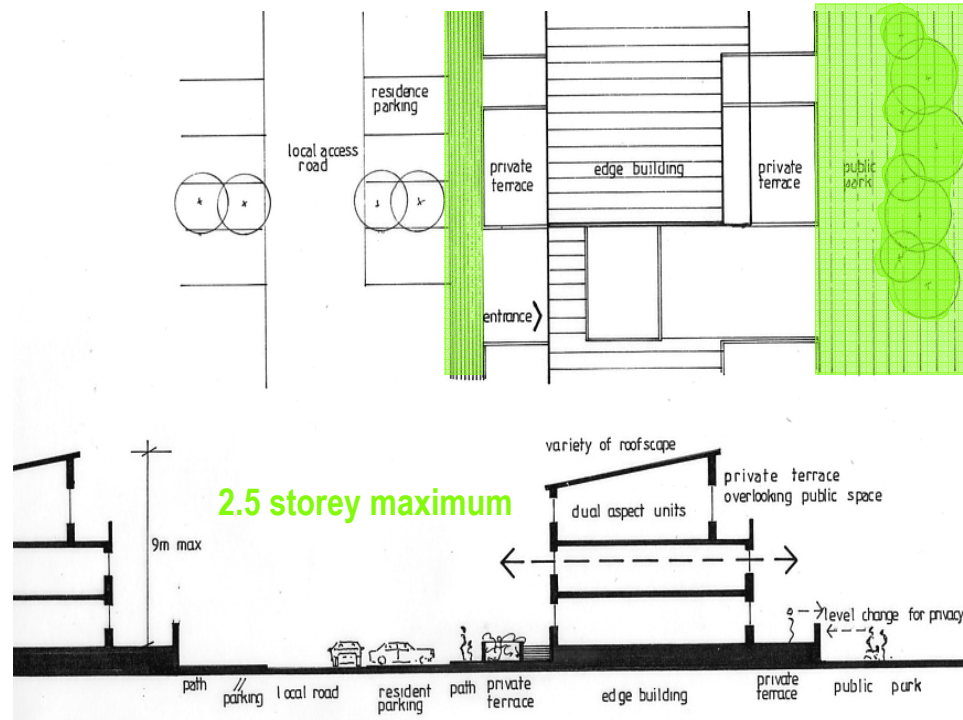 residence
parking
local access
road
private
terrace
edge building
private
terrace
public
park
entrance
variety of roofscape
private terrace
overlooking public space
2.5 storey maximum
dual aspect units
9m max
level change for privacy
path
//
parking
local road
resident
parking
path
private
terrace
edge building
private
terrace
public park